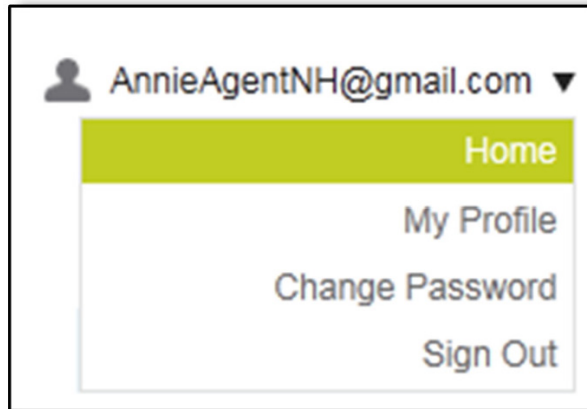 AnnieAgentNH@gmail.com ▼
Home
My Profile
Change Password
Sign Out